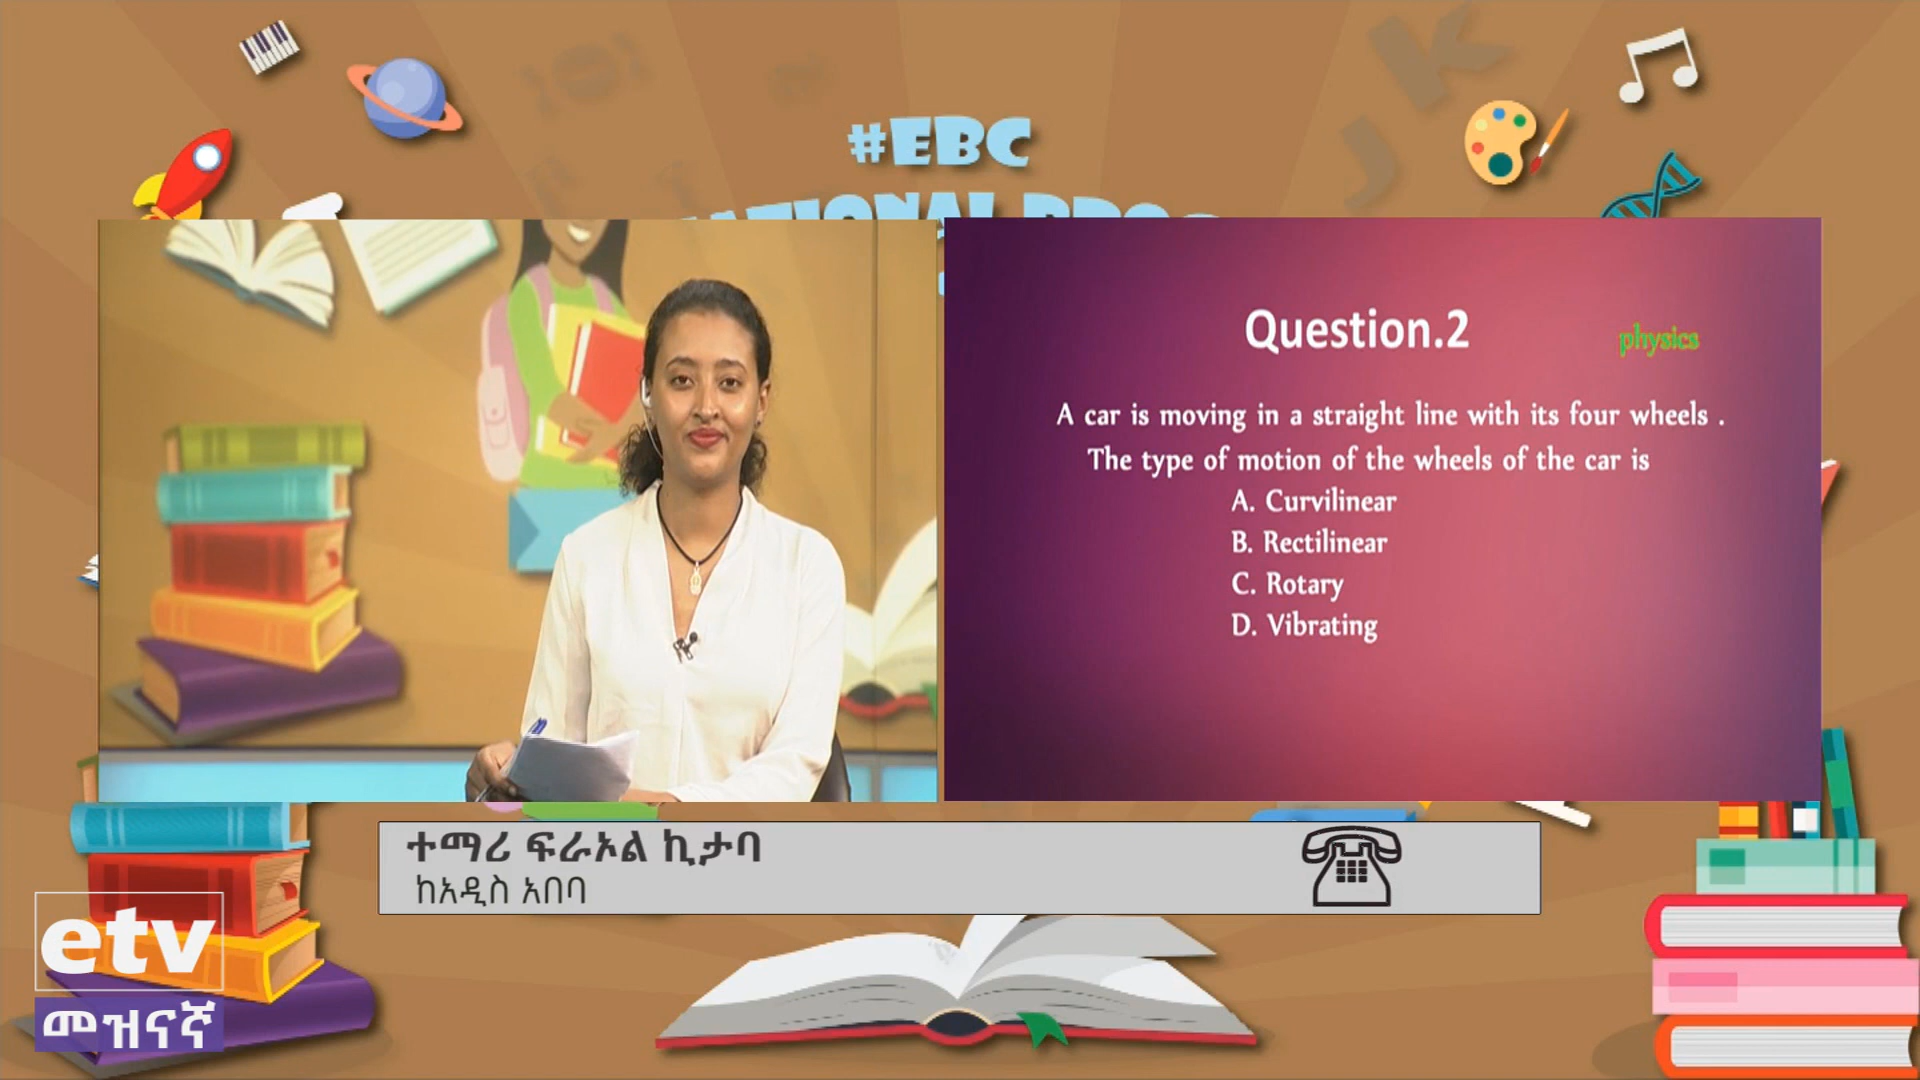 #EBC
Question.2
physics
A car is moving in a straight line with its four wheels .
The type of motion of the wheels of the car is
A. Curvilinear
B. Rectilinear
C. Rotary
D. Vibrating
ተማሪ ፍራኦል ኪታባ
ከአዲስ አበባ
etv
መዝናኛ